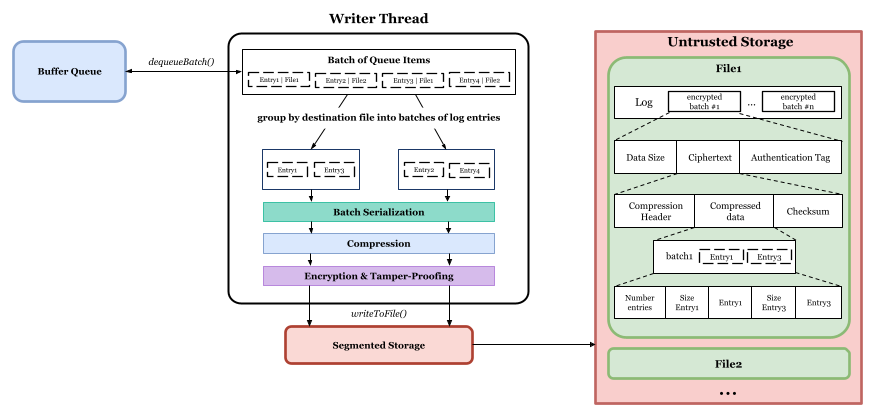 Writer Thread
Buffer Queue
dequeueBatch()
Batch of Queue Items
Entry1 | File1
Entry2 | File2
Entry3 | File1
Entry4 | File2
group by destination file into batches of log entries
Entry1
Entry3
Entry2
Entry4
Batch Serialization
Compression
Encryption & Tamper-Proofing
writeToFile()
Segmented Storage
Untrusted Storage
File1
Log
encrypted
batch #1
...
encrypted
batch #n
Data Size
Ciphertext
Authentication Tag
Compression
Header
Compressed
data
Checksum
batch1
Entry1
Entry3
Number
entries
Size
Entry1
Entry1
Size
Entry3
Entry3
File2
...